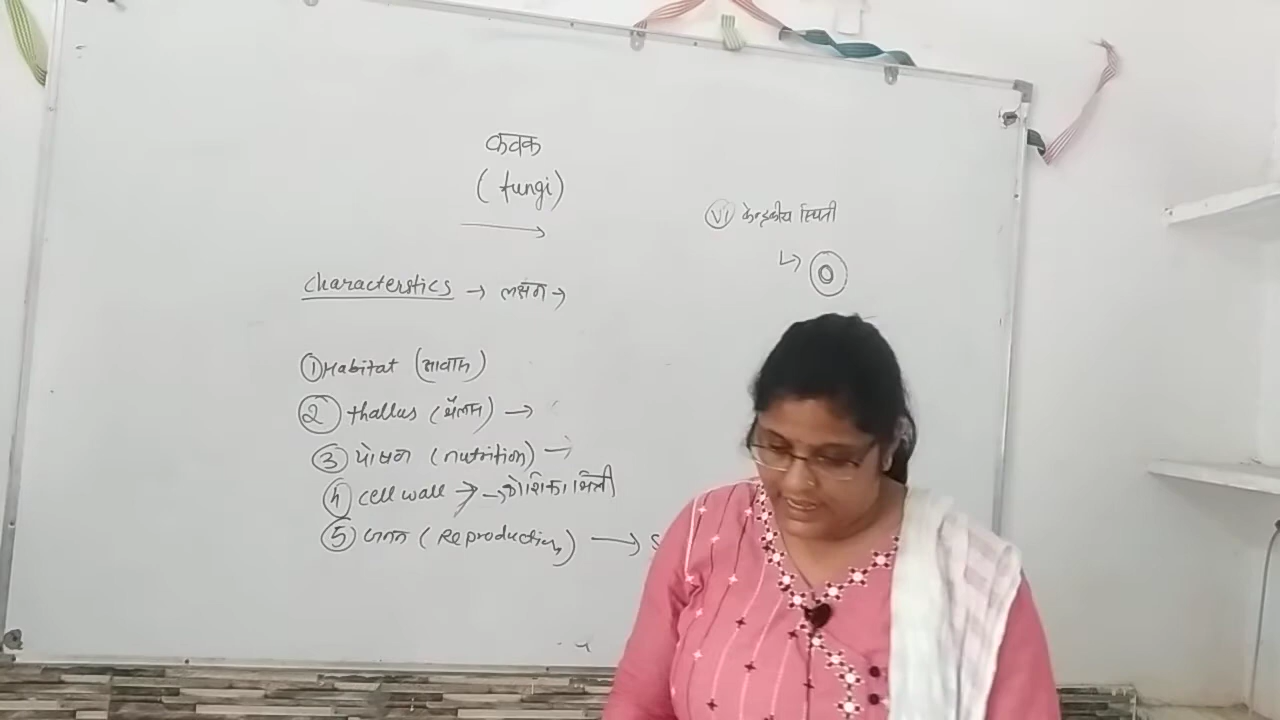 कवक
(fungi)
characterstics → लक्षण →
① Habitat (आवास)
② thallus (थैलस) →
③ पोषण (nutrition) →
④ cell wall → → कोशिका भित्ती
⑤ जनन (Reproduction) → S
(vi) केन्द्रकीय स्थिती